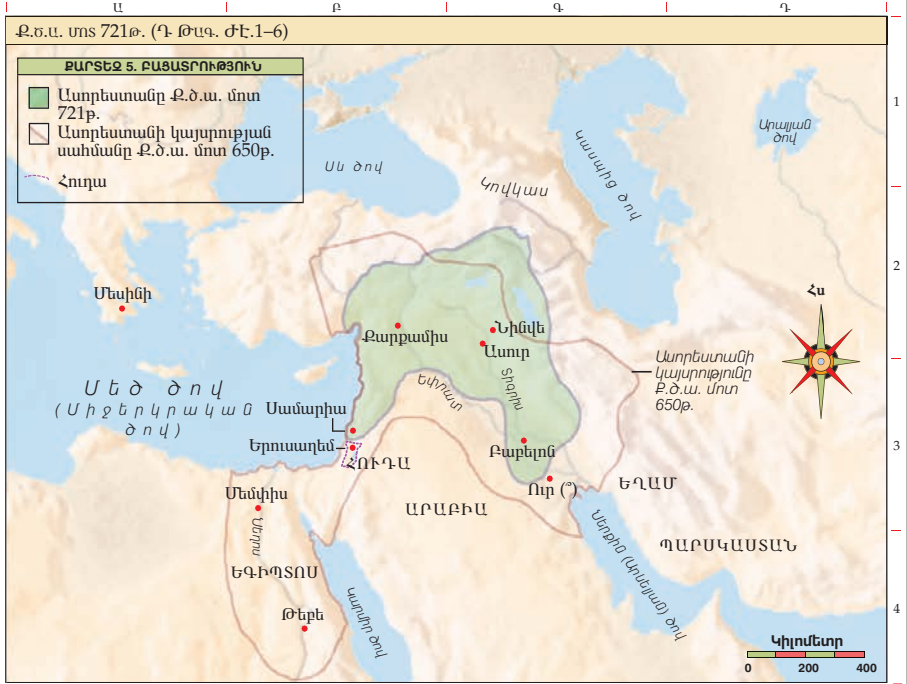 Ա
Բ
Գ
Դ
Ք.Ծ.Ա. ՄՈՏ 721Թ. (Դ ԹԱԳ. ԺԷ.1–6)
ՔԱՐՏԵԶ 5. ԲԱՑԱՏՐՈՒԹՅՈՒՆ
Ասորեստանը Ք.ծ.ա. մոտ
721թ.
Ասորեստանի կայսրության
սահմանը Ք.ծ.ա. մոտ 650թ.
Հուդա
1
Արալյան
ծով
Սև ծով
Կասպից ծով
Կովկաս
2
Մեսինի
Հս
Քարքամիս
Նինվե
Ասուր
Ասորեստանի
կայսրությունը
Ք.ծ.ա. մոտ
650թ.
Եփրատ
Տիգրիս
Մեծ ծով
(Միջերկրական
ծով)
Սամարիա
Երուսաղեմ
ՀՈՒԴԱ
3
Բաբելոն
Ուր (՞)
ԵՂԱՄ
Մեմփիս
ԱՐԱԲԻԱ
Նեղոս
Ներքին (Արևելյան) ծով
ՊԱՐՍԿԱՍՏԱՆ
ԵԳԻՊՏՈՍ
Կարմիր ծով
Թեբե
4
Կիլոմետր
0 200 400